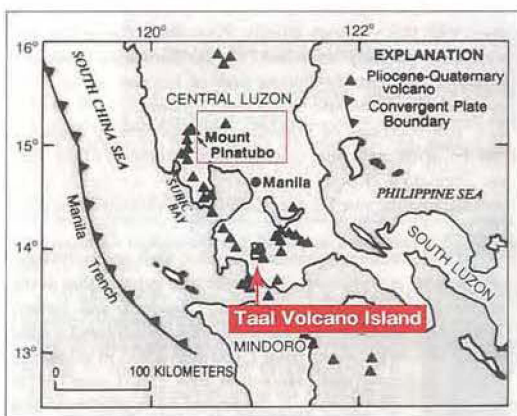 120°
122°
16°
15°
14°
13°
SOUTH CHINA SEA
CENTRAL LUZON
EXPLANATION
Pliocene-Quaternary
volcano
Convergent Plate
Boundary
Mount
Pinatubo
SUBIC
BAY
Manila
PHILIPPINE SEA
Manila
Trench
SOUTH LUZON
Taal Volcano Island
MINDORO
0 100 KILOMETERS